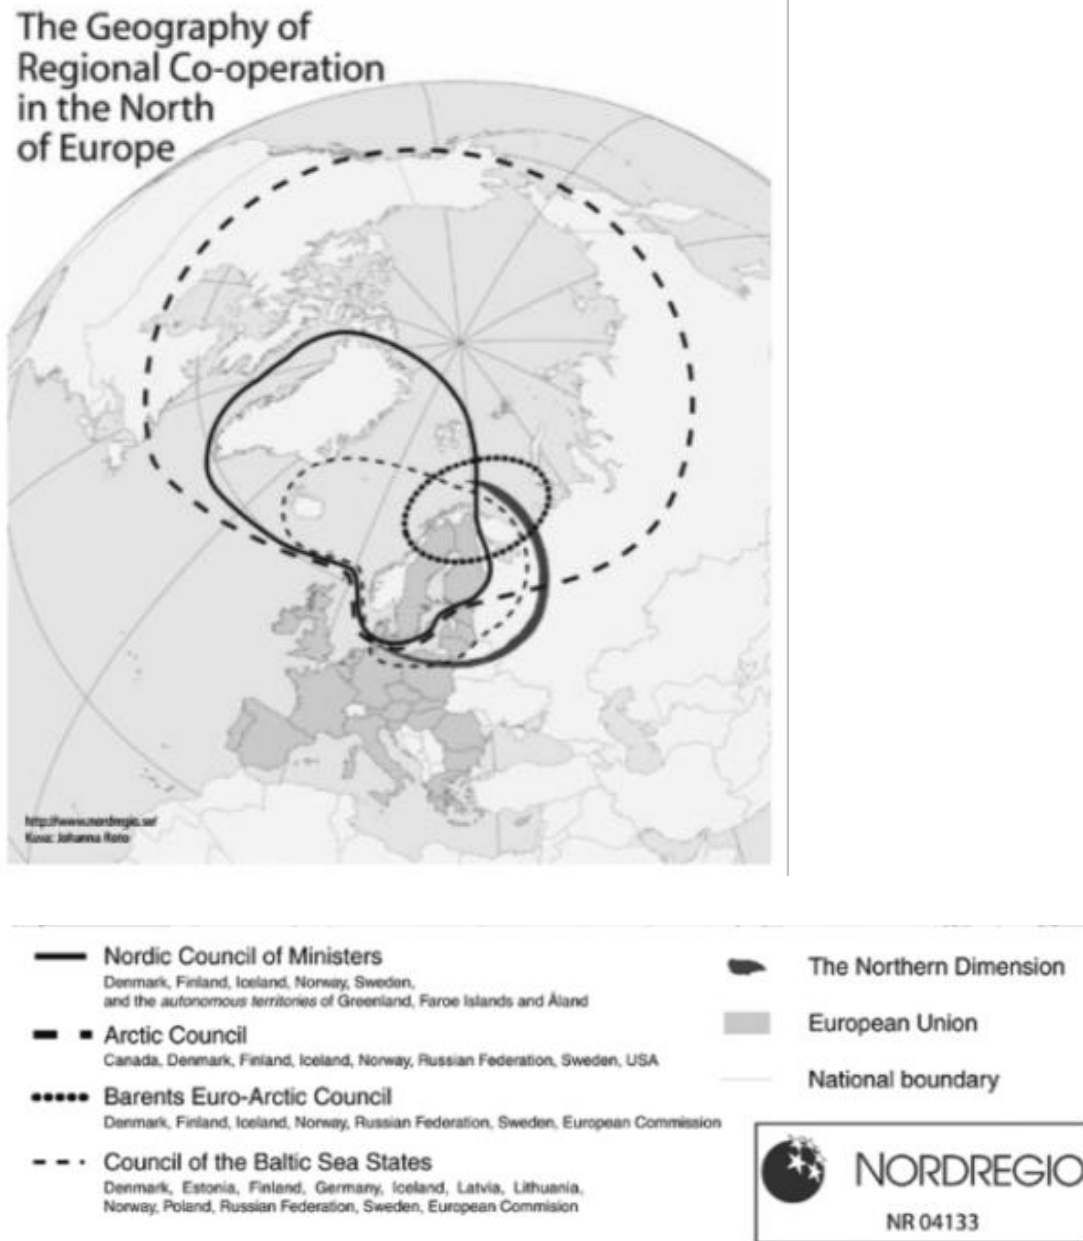 The Geography of
Regional Co-operation
in the North
of Europe
http://www.nordregio.se/
Kuva: Johanna Roto
Nordic Council of Ministers
Denmark, Finland, Iceland, Norway, Sweden,
and the autonomous territories of Greenland, Faroe Islands and Åland
Arctic Council
Canada, Denmark, Finland, Iceland, Norway, Russian Federation, Sweden, USA
Barents Euro-Arctic Council
Denmark, Finland, Iceland, Norway, Russian Federation, Sweden, European Commission
Council of the Baltic Sea States
Denmark, Estonia, Finland, Germany, Iceland, Latvia, Lithuania,
Norway, Poland, Russian Federation, Sweden, European Commision
The Northern Dimension
European Union
National boundary
NORDREGIO
NR 04133